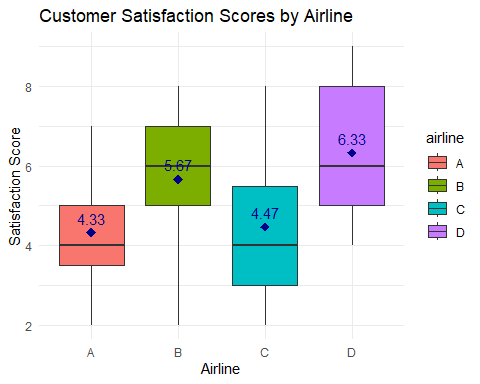 Customer Satisfaction Scores by Airline
Satisfaction Score
8
6
4
2
4.33
5.67
4.47
6.33
A
B
C
D
Airline
airline
A
B
C
D